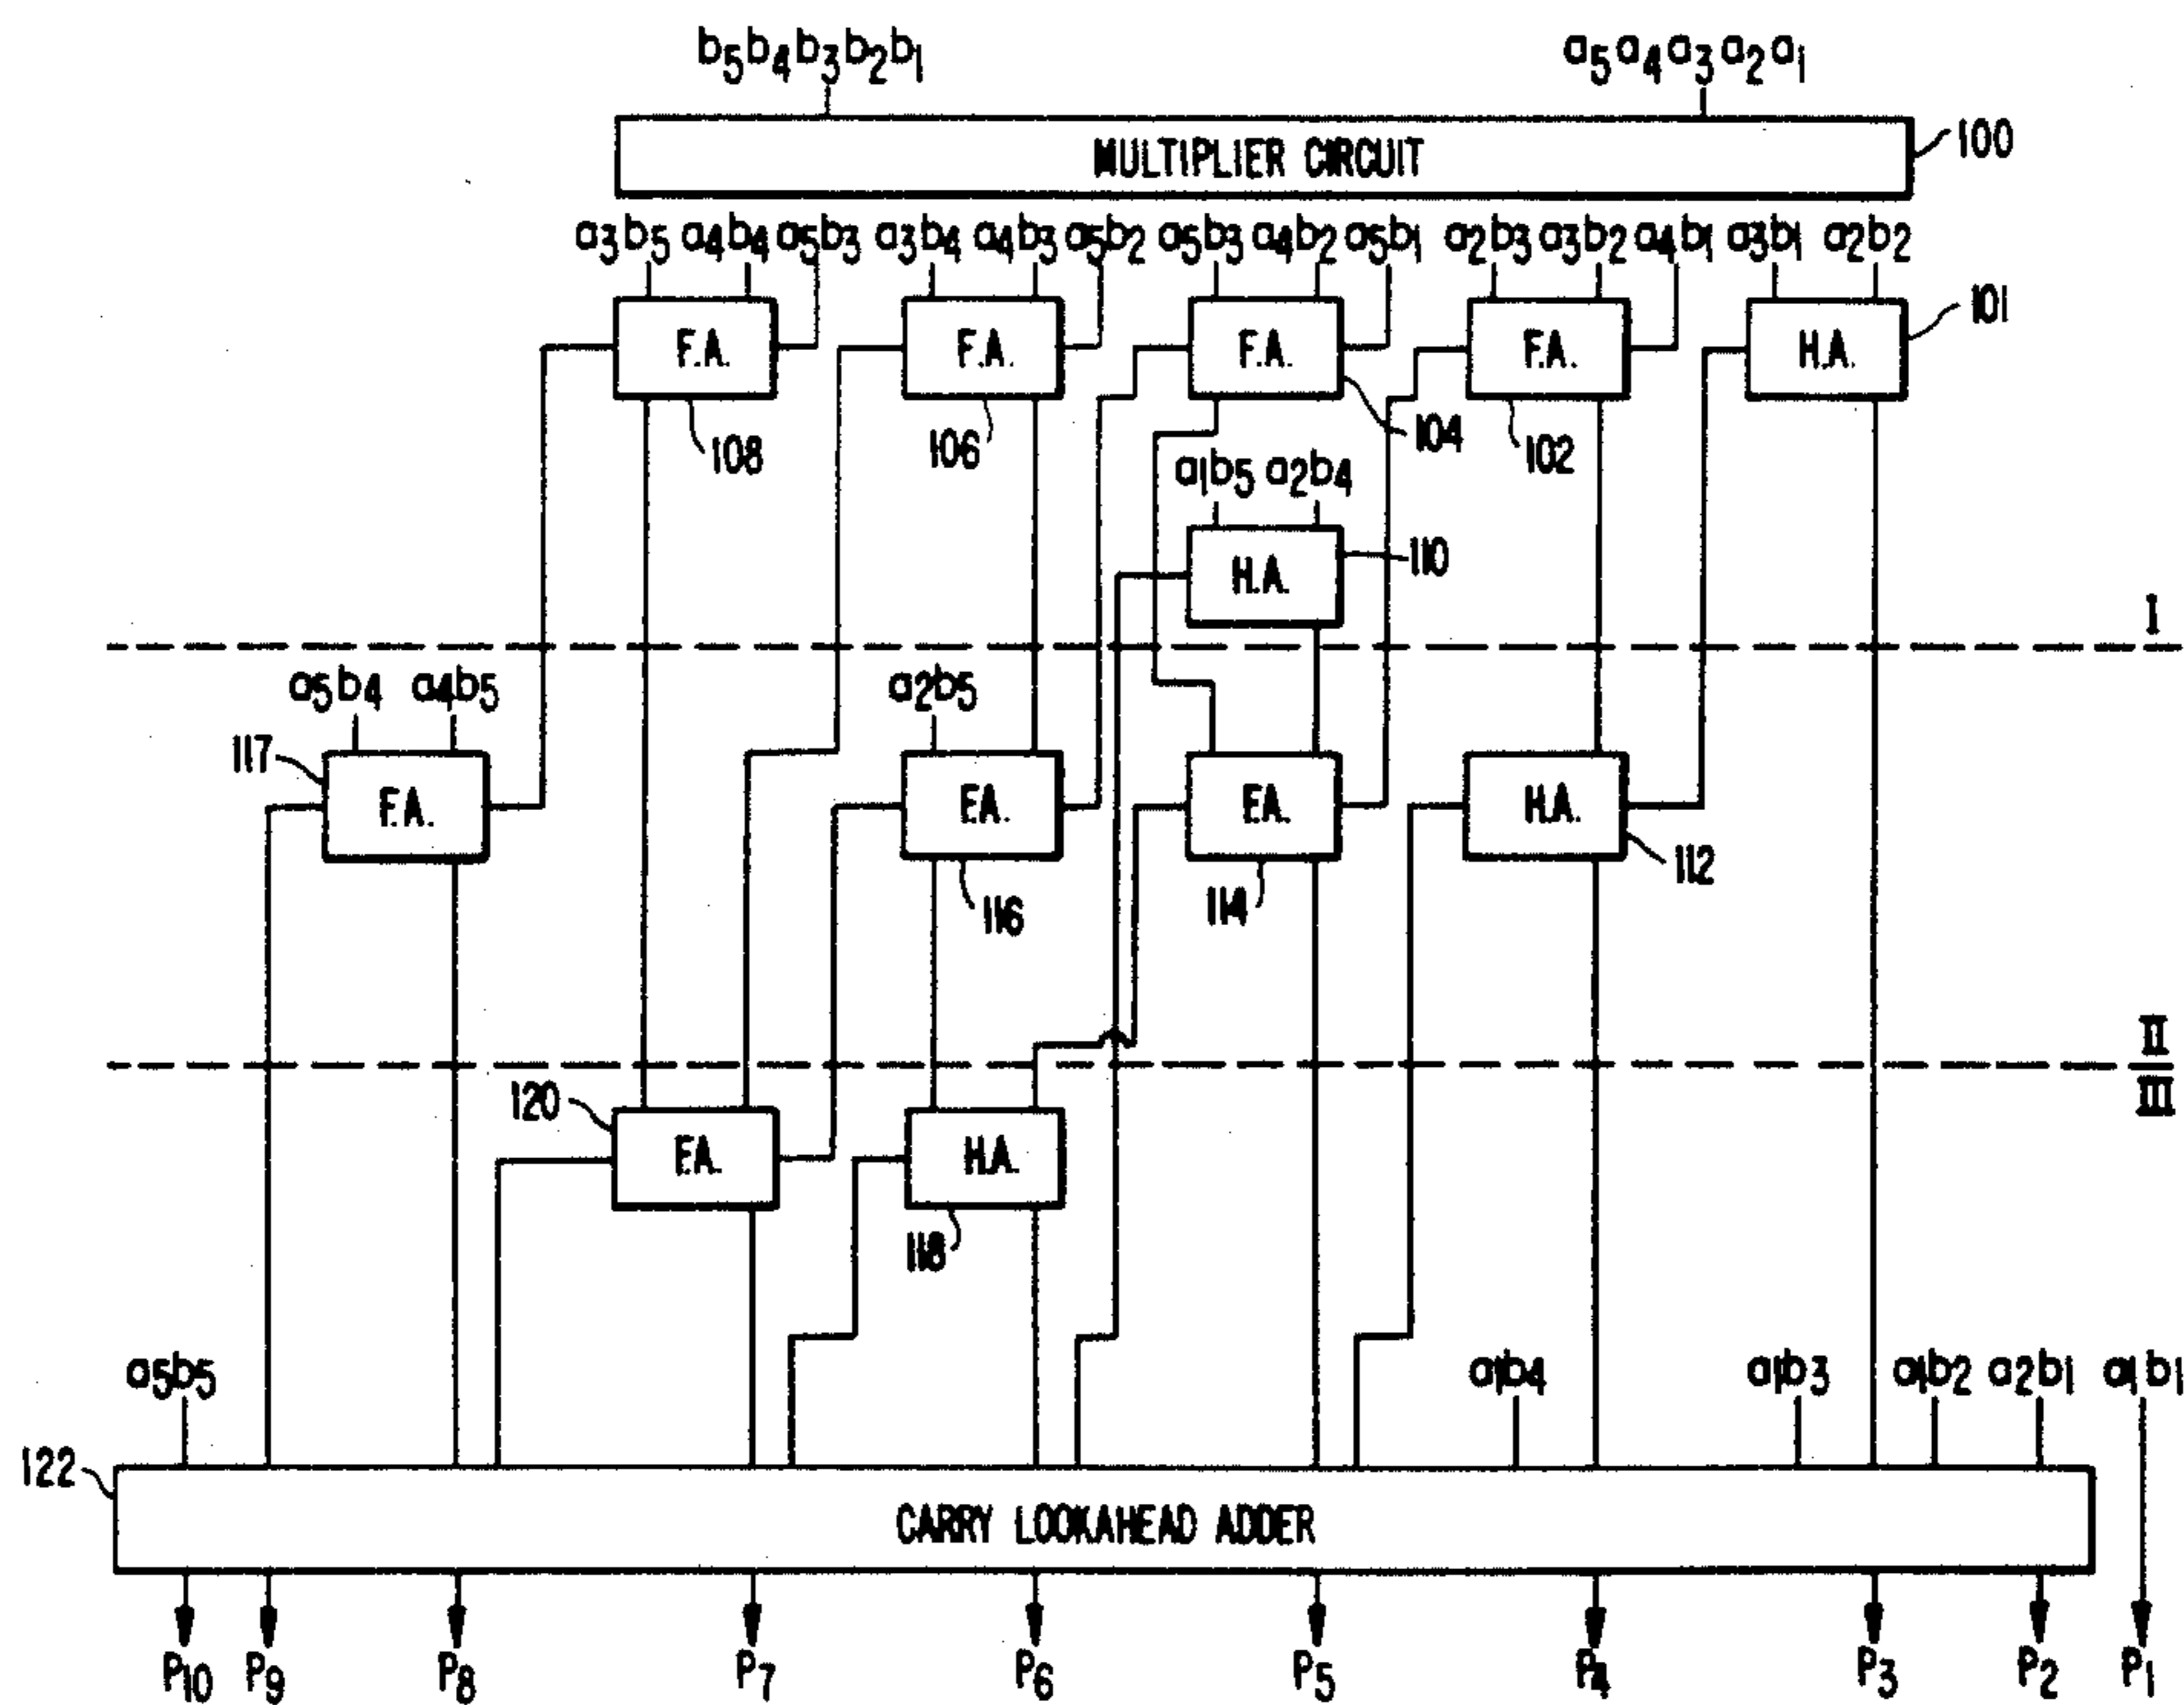 b5b4b3b2b1 a5a4a3a2a1
MULTIPLIER CIRCUIT 100
a3b5 a4b4 a5b3 a3b4 a4b3 a5b2 a5b3 a4b2 a5b1 a2b3 a3b2 a4b1 a3b1 a2b2
F.A. F.A. F.A. F.A. H.A. 101
108 106 104 102
a1b5 a2b4
H.A. 110
I
a5b4 a4b5 a2b5
117 F.A. F.A. F.A. H.A.
116 114 112
II
III
120 F.A. H.A.
118
a5b5 a1b4 a1b3 a1b2 a2b1 a1b1
122 CARRY LOOKAHEAD ADDER
P10 P9 P8 P7 P6 P5 P4 P3 P2 P1